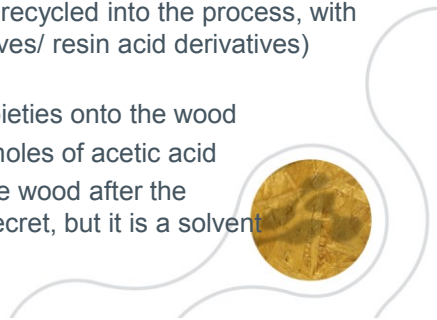 recycled into the process, with
ves/ resin acid derivatives)
oieties onto the wood
noles of acetic acid
e wood after the
ecret, but it is a solvent